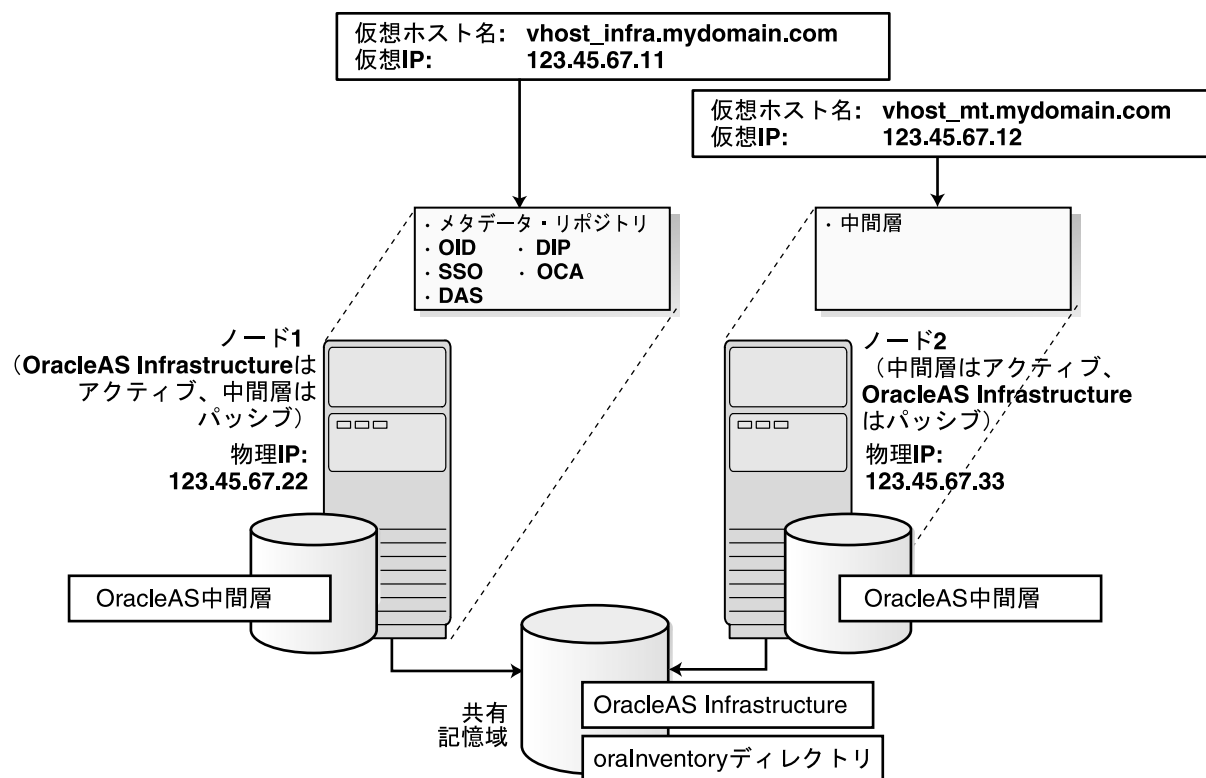 仮想ホスト名: vhost_infra.mydomain.com
仮想IP: 123.45.67.11
仮想ホスト名: vhost_mt.mydomain.com
仮想IP: 123.45.67.12
・メタデータ・リポジトリ
・OID ・DIP
・SSO ・OCA
・DAS
・中間層
ノード1
（OracleAS Infrastructureは
アクティブ、中間層は
パッシブ）
物理IP:
123.45.67.22
ノード2
（中間層はアクティブ、
OracleAS Infrastructure
はパッシブ）
物理IP:
123.45.67.33
OracleAS中間層
OracleAS中間層
共有
記憶域
OracleAS Infrastructure
oraInventoryディレクトリ